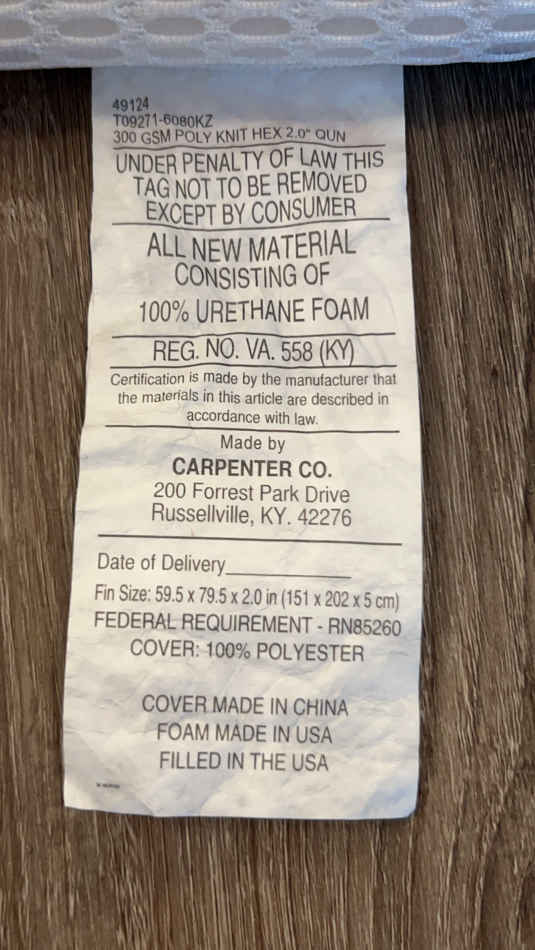 49124
T09271-6080KZ
300 GSM POLY KNIT HEX 2.0" QUN
UNDER PENALTY OF LAW THIS
TAG NOT TO BE REMOVED
EXCEPT BY CONSUMER
ALL NEW MATERIAL
CONSISTING OF
100% URETHANE FOAM
REG. NO. VA. 558 (KY)
Certification is made by the manufacturer that
the materials in this article are described in
accordance with law.
Made by
CARPENTER CO.
200 Forrest Park Drive
Russellville, KY. 42276
Date of Delivery____________
Fin Size: 59.5 x 79.5 x 2.0 in (151 x 202 x 5 cm)
FEDERAL REQUIREMENT - RN85260
COVER: 100% POLYESTER
COVER MADE IN CHINA
FOAM MADE IN USA
FILLED IN THE USA